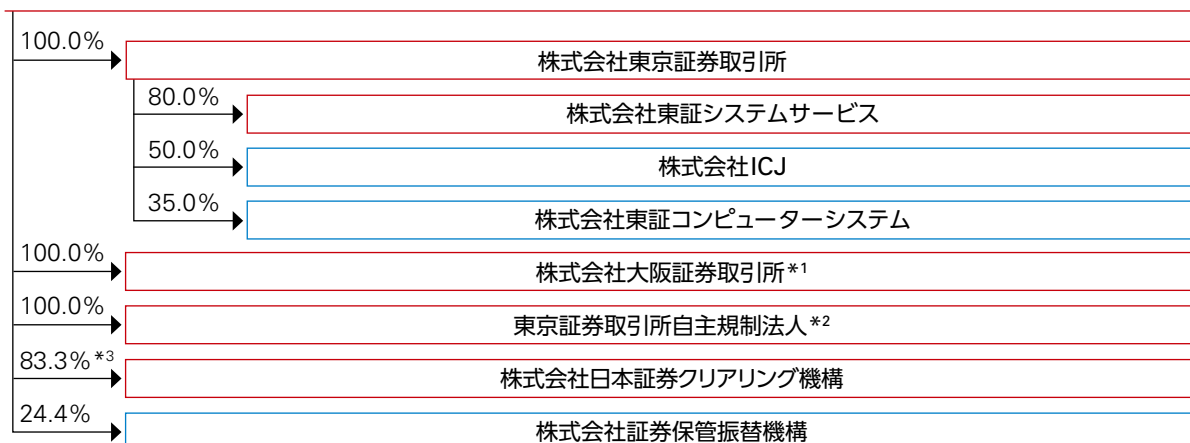 100.0%
株式会社東京証券取引所
80.0%
株式会社東証システムサービス
50.0%
株式会社ICJ
35.0%
株式会社東証コンピューターシステム
100.0%
株式会社大阪証券取引所*1
100.0%
東京証券取引所自主規制法人*2
83.3%*3
株式会社日本証券クリアリング機構
24.4%
株式会社証券保管振替機構